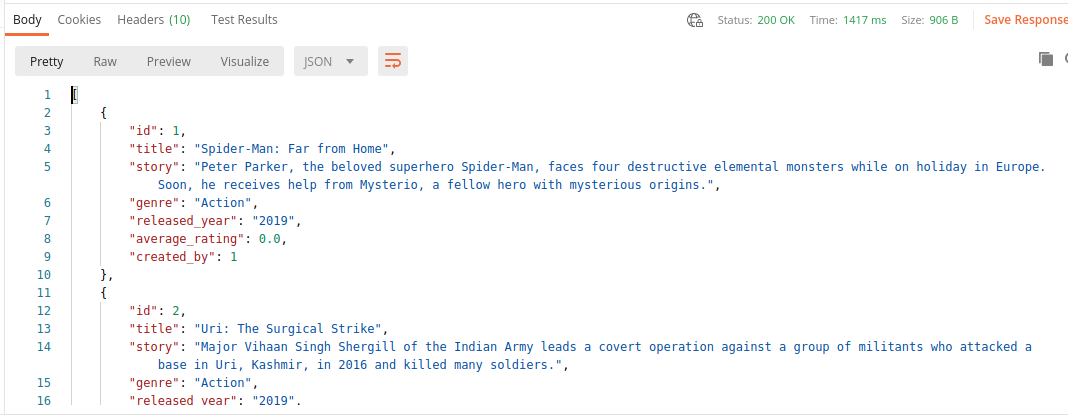 Body Cookies Headers (10) Test Results Status: 200 OK Time: 1417 ms Size: 906 B Save Response
Pretty Raw Preview Visualize JSON
1 [
2 {
3 "id": 1,
4 "title": "Spider-Man: Far from Home",
5 "story": "Peter Parker, the beloved superhero Spider-Man, faces four destructive elemental monsters while on holiday in Europe.
Soon, he receives help from Mysterio, a fellow hero with mysterious origins.",
6 "genre": "Action",
7 "released_year": "2019",
8 "average_rating": 0.0,
9 "created_by": 1
10 },
11 {
12 "id": 2,
13 "title": "Uri: The Surgical Strike",
14 "story": "Major Vihaan Singh Shergill of the Indian Army leads a covert operation against a group of militants who attacked a
base in Uri, Kashmir, in 2016 and killed many soldiers.",
15 "genre": "Action",
16 "released_year": "2019",